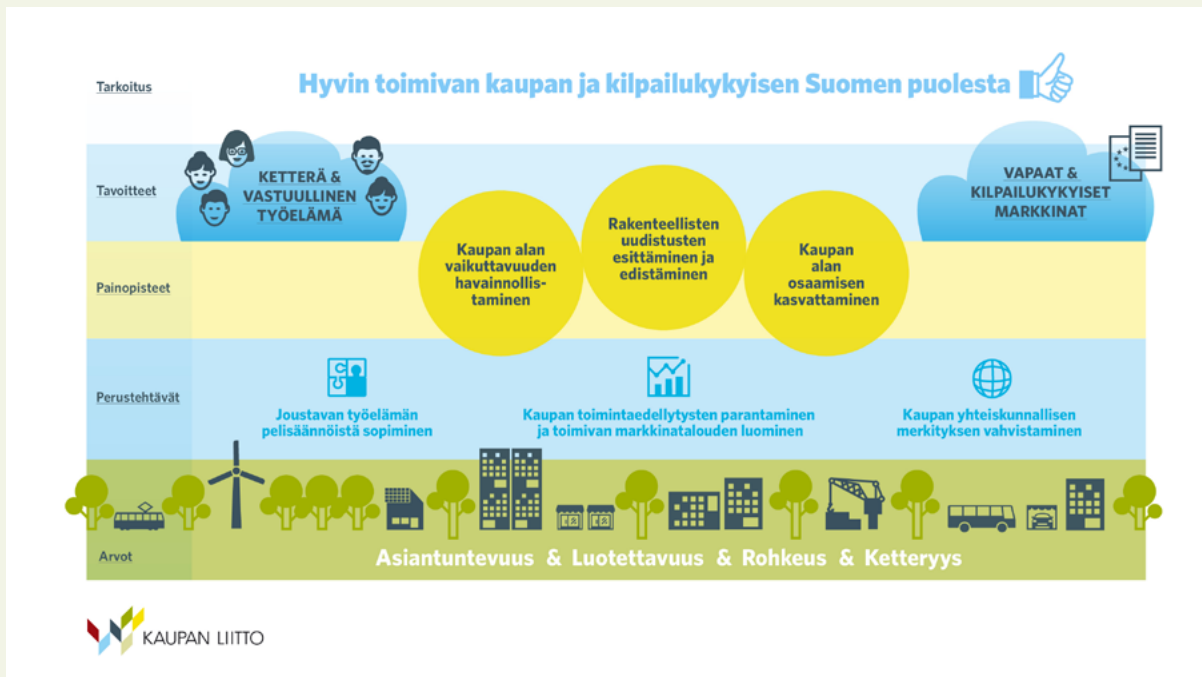 Tarkoitus
Hyvin toimivan kaupan ja kilpailukykyisen Suomen puolesta
Tavoitteet
KETTERÄ &
VASTUULLINEN
TYÖELÄMÄ
VAPAAT &
KILPAILUKYKYISET
MARKKINAT
Painopisteet
Kaupan alan
vaikuttavuuden
havainnollis-
taminen
Rakenteellisten
uudistusten
esittäminen ja
edistäminen
Kaupan
alan
osaamisen
kasvattaminen
Perustehtävät
Joustavan työelämän
pelisäännöistä sopiminen
Kaupan toimintaedellytysten parantaminen
ja toimivan markkinatalouden luominen
Kaupan yhteiskunnallisen
merkityksen vahvistaminen
Arvot
Asiantuntevuus & Luotettavuus & Rohkeus & Ketteryys
KAUPAN LIITTO